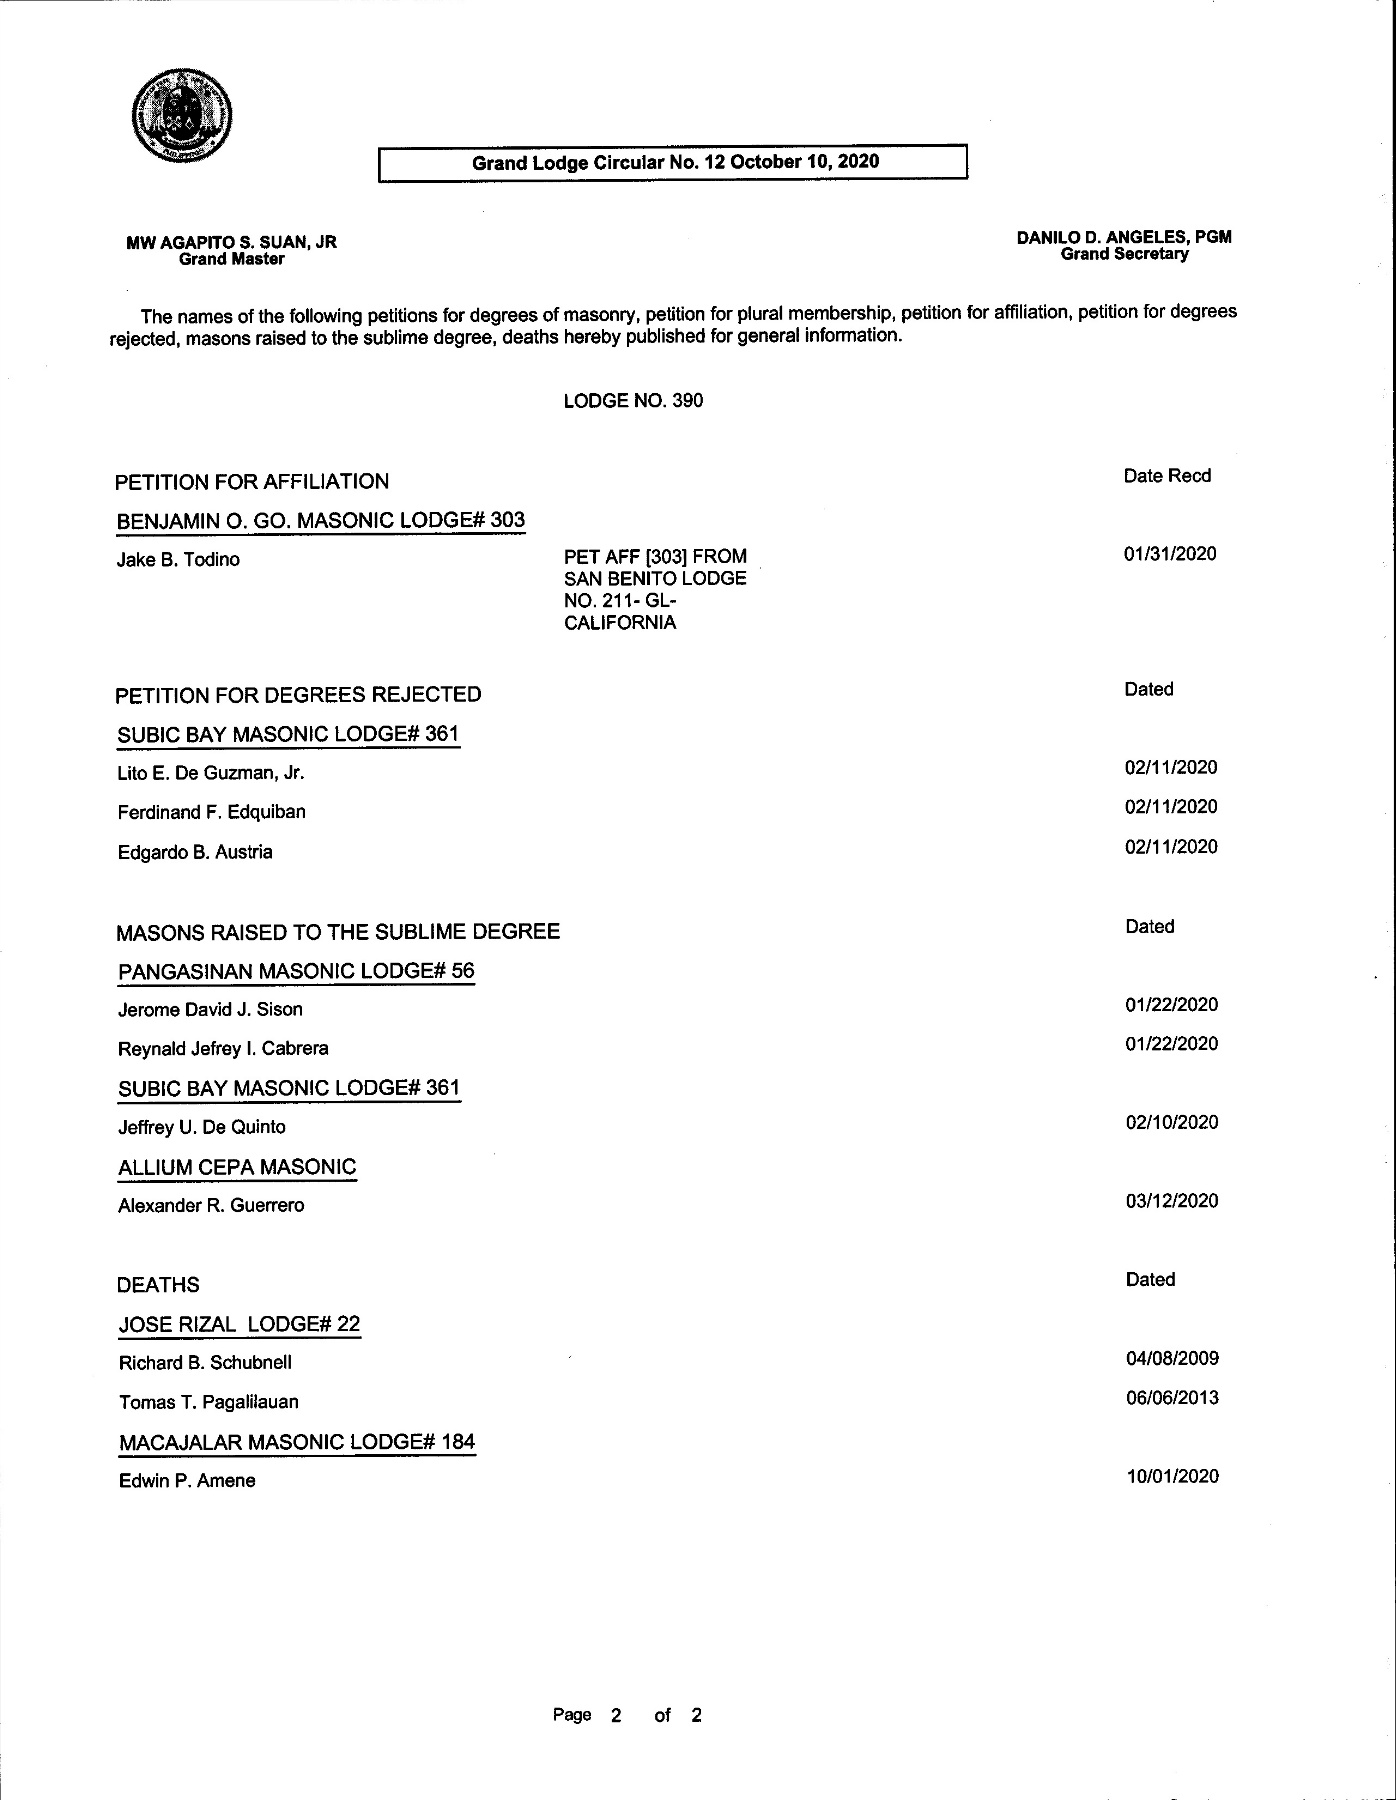 PHILIPPINES
Grand Lodge Circular No. 12 October 10, 2020
MW AGAPITO S. SUAN, JR
Grand Master
DANILO D. ANGELES, PGM
Grand Secretary
The names of the following petitions for degrees of masonry, petition for plural membership, petition for affiliation, petition for degrees
rejected, masons raised to the sublime degree, deaths hereby published for general information.
LODGE NO. 390
PETITION FOR AFFILIATION Date Recd
BENJAMIN O. GO. MASONIC LODGE# 303
Jake B. Todino PET AFF [303] FROM 01/31/2020
SAN BENITO LODGE
NO. 211- GL-
CALIFORNIA
PETITION FOR DEGREES REJECTED Dated
SUBIC BAY MASONIC LODGE# 361
Lito E. De Guzman, Jr. 02/11/2020
Ferdinand F. Edquiban 02/11/2020
Edgardo B. Austria 02/11/2020
MASONS RAISED TO THE SUBLIME DEGREE Dated
PANGASINAN MASONIC LODGE# 56
Jerome David J. Sison 01/22/2020
Reynald Jefrey I. Cabrera 01/22/2020
SUBIC BAY MASONIC LODGE# 361
Jeffrey U. De Quinto 02/10/2020
ALLIUM CEPA MASONIC
Alexander R. Guerrero 03/12/2020
DEATHS Dated
JOSE RIZAL LODGE# 22
Richard B. Schubnell 04/08/2009
Tomas T. Pagalilauan 06/06/2013
MACAJALAR MASONIC LODGE# 184
Edwin P. Amene 10/01/2020
Page 2 of 2